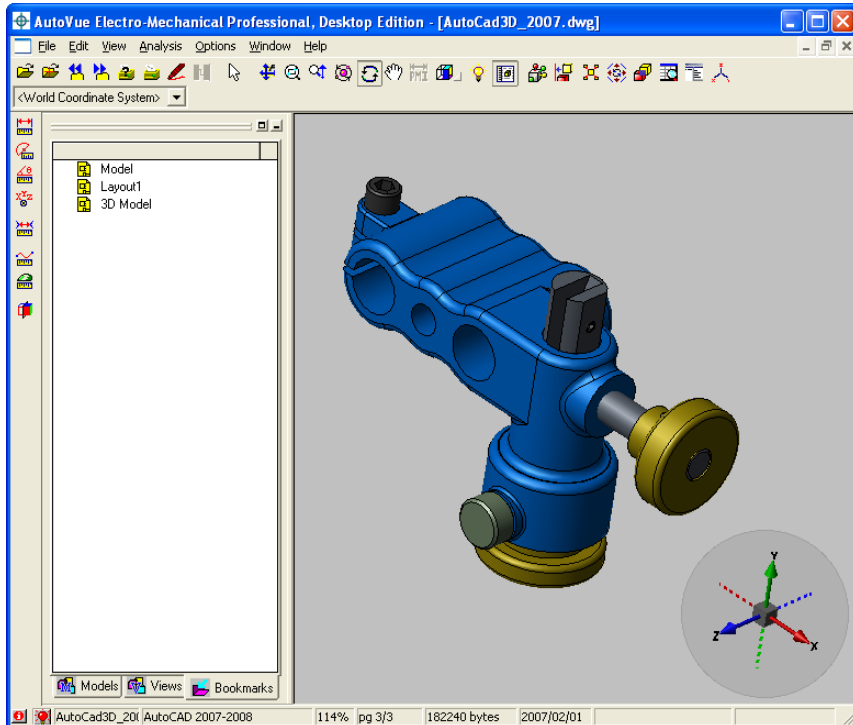 AutoVue Electro-Mechanical Professional, Desktop Edition - [AutoCad3D_2007.dwg]
File Edit View Analysis Options Window Help
PMI
<World Coordinate System>
Model
Layout1
3D Model
Y
Z X
Models Views Bookmarks
AutoCad3D_20 AutoCAD 2007-2008 114% pg 3/3 182240 bytes 2007/02/01